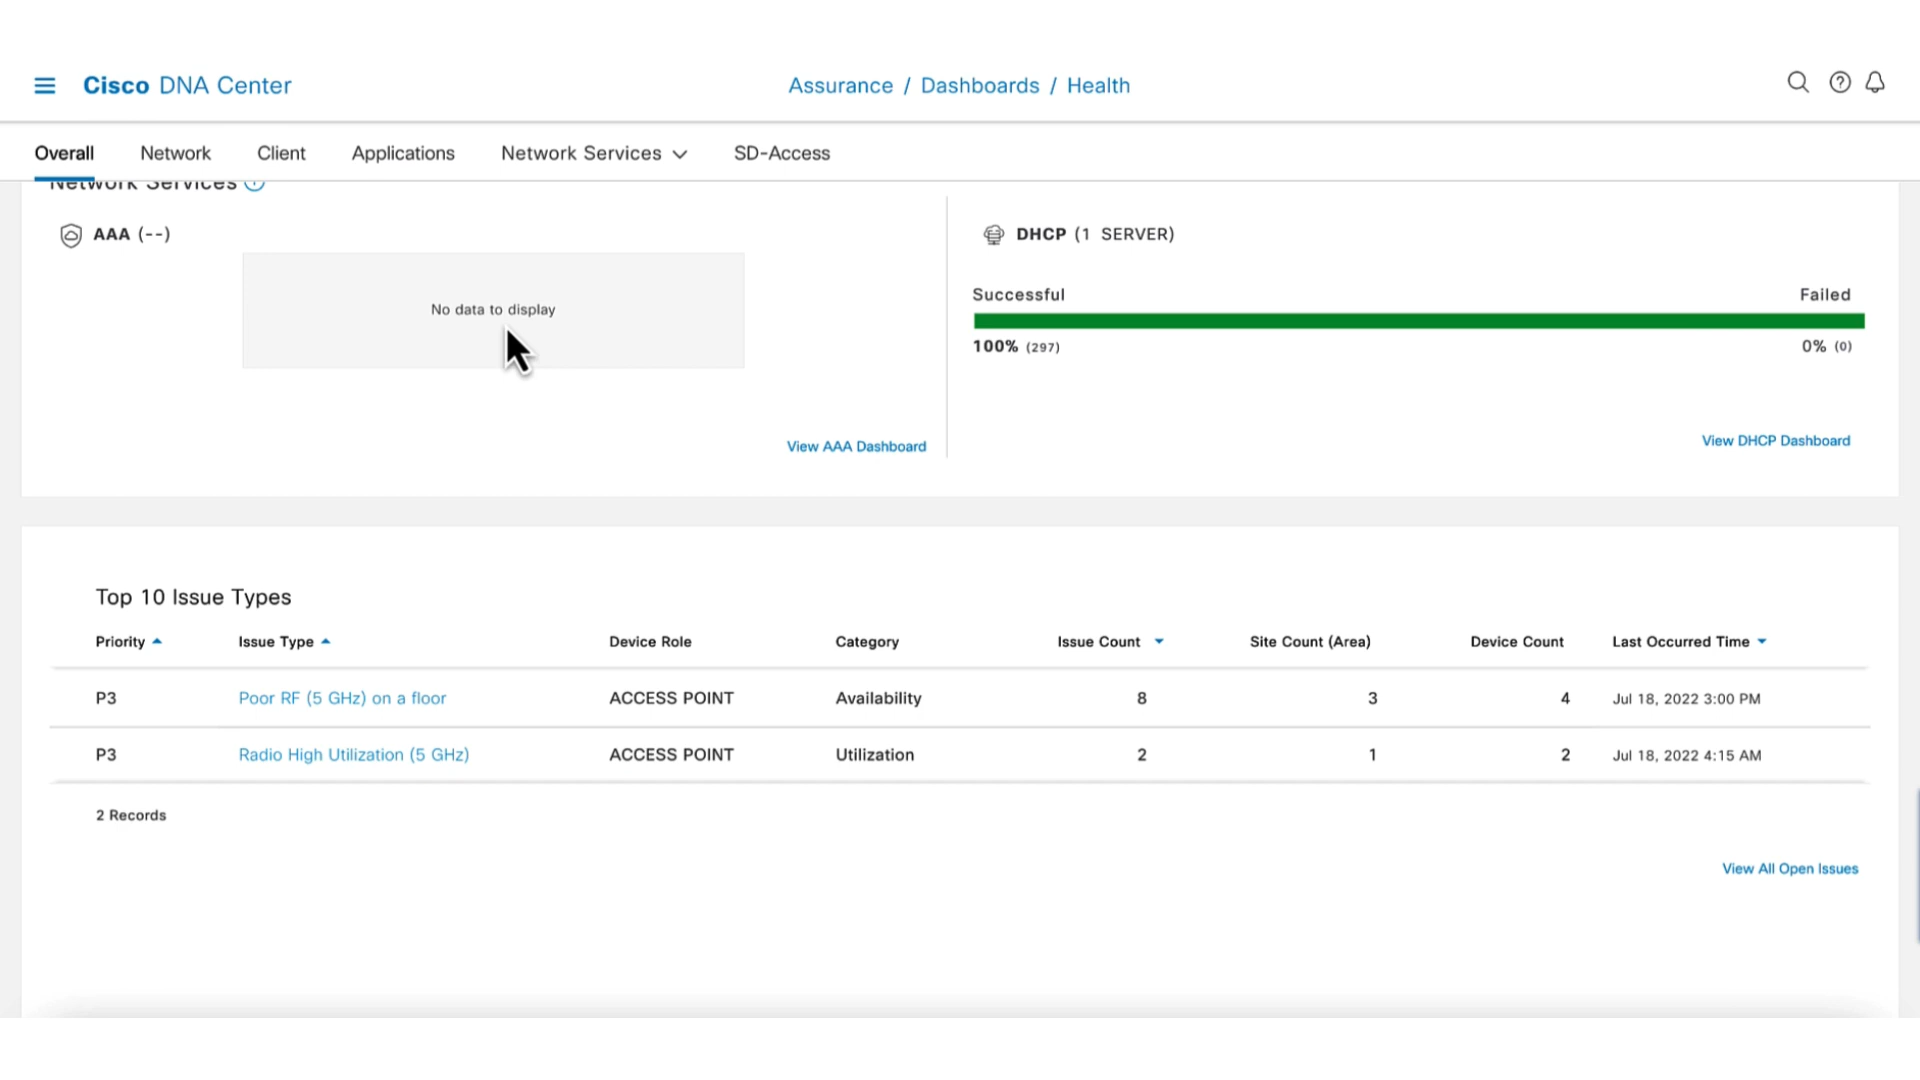 Cisco DNA Center
Assurance / Dashboards / Health
Overall Network Client Applications Network Services SD-Access
Network Services
AAA (--)
DHCP (1 SERVER)
No data to display
Successful Failed
100% (297) 0% (0)
View AAA Dashboard
View DHCP Dashboard
Top 10 Issue Types
Priority Issue Type Device Role Category Issue Count Site Count (Area) Device Count Last Occurred Time
P3 Poor RF (5 GHz) on a floor ACCESS POINT Availability 8 3 4 Jul 18, 2022 3:00 PM
P3 Radio High Utilization (5 GHz) ACCESS POINT Utilization 2 1 2 Jul 18, 2022 4:15 AM
2 Records
View All Open Issues